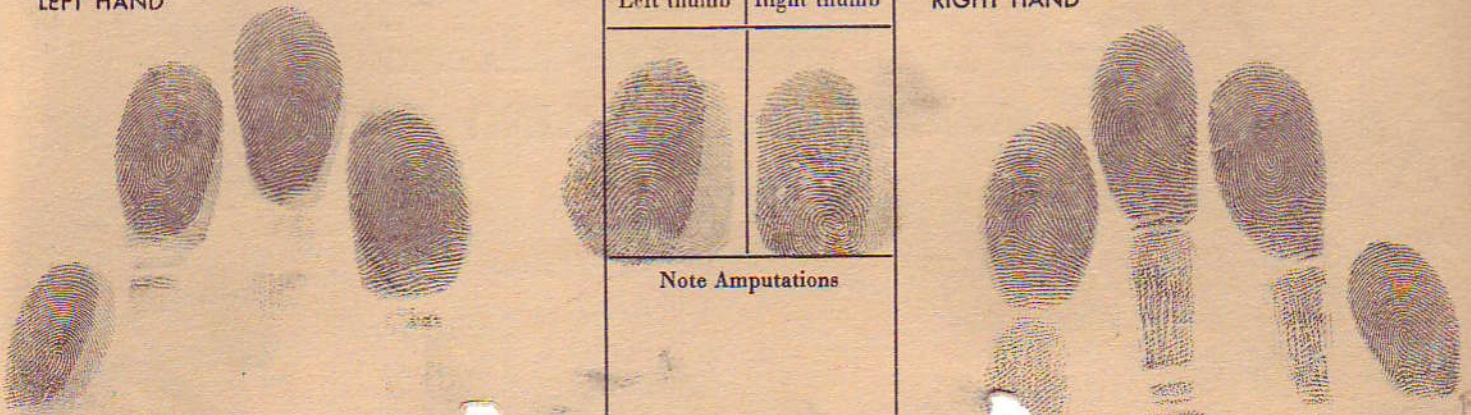 LEFT HAND
Left thumb
Right thumb
RIGHT HAND
Note Amputations